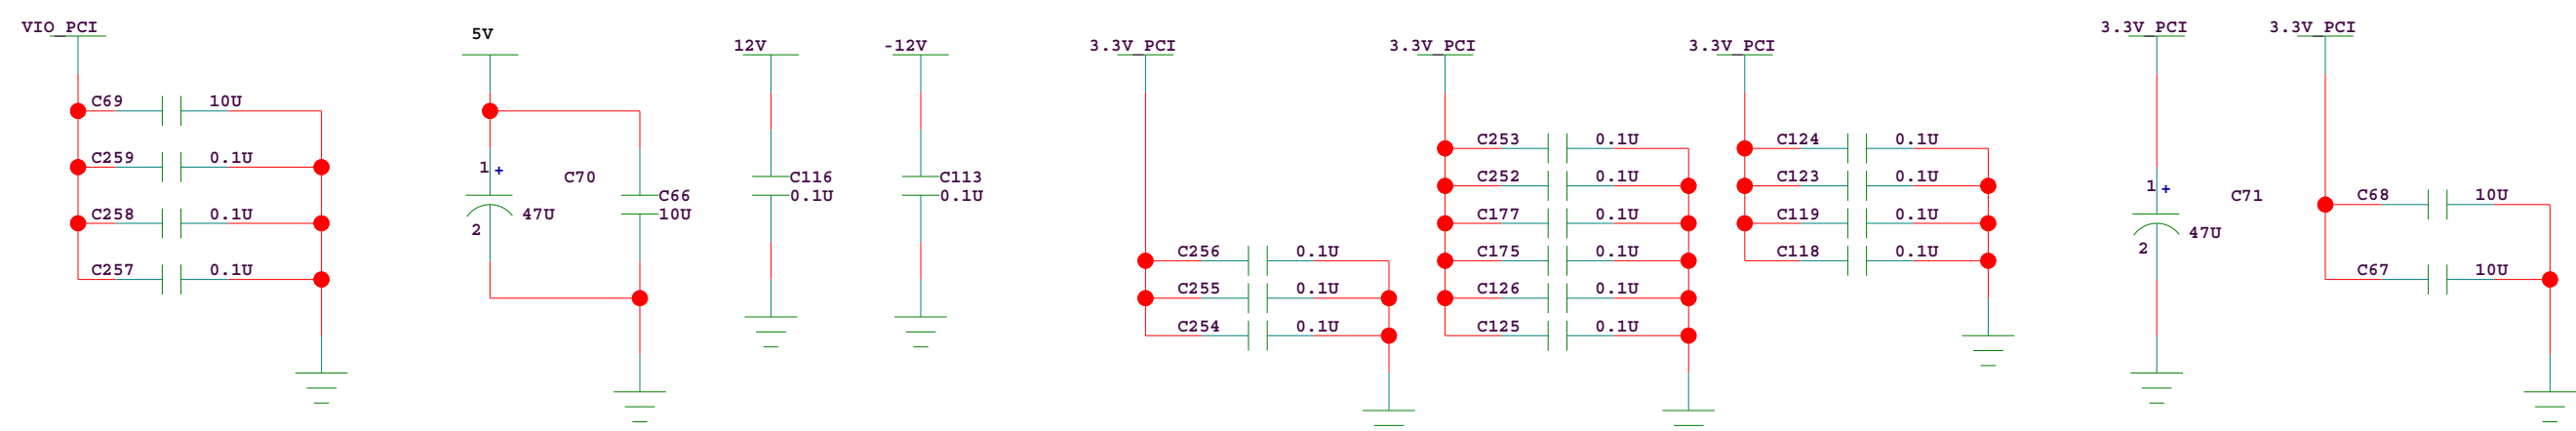 VIO_PCI
C69 10U
C259 0.1U
C258 0.1U
C257 0.1U
5V
1 +
C70
47U
2
C66
10U
12V
C116
0.1U
-12V
C113
0.1U
3.3V_PCI
C256 0.1U
C255 0.1U
C254 0.1U
3.3V_PCI
C253 0.1U
C252 0.1U
C177 0.1U
C175 0.1U
C126 0.1U
C125 0.1U
3.3V_PCI
C124 0.1U
C123 0.1U
C119 0.1U
C118 0.1U
3.3V_PCI
1 +
C71
47U
2
3.3V_PCI
C68 10U
C67 10U